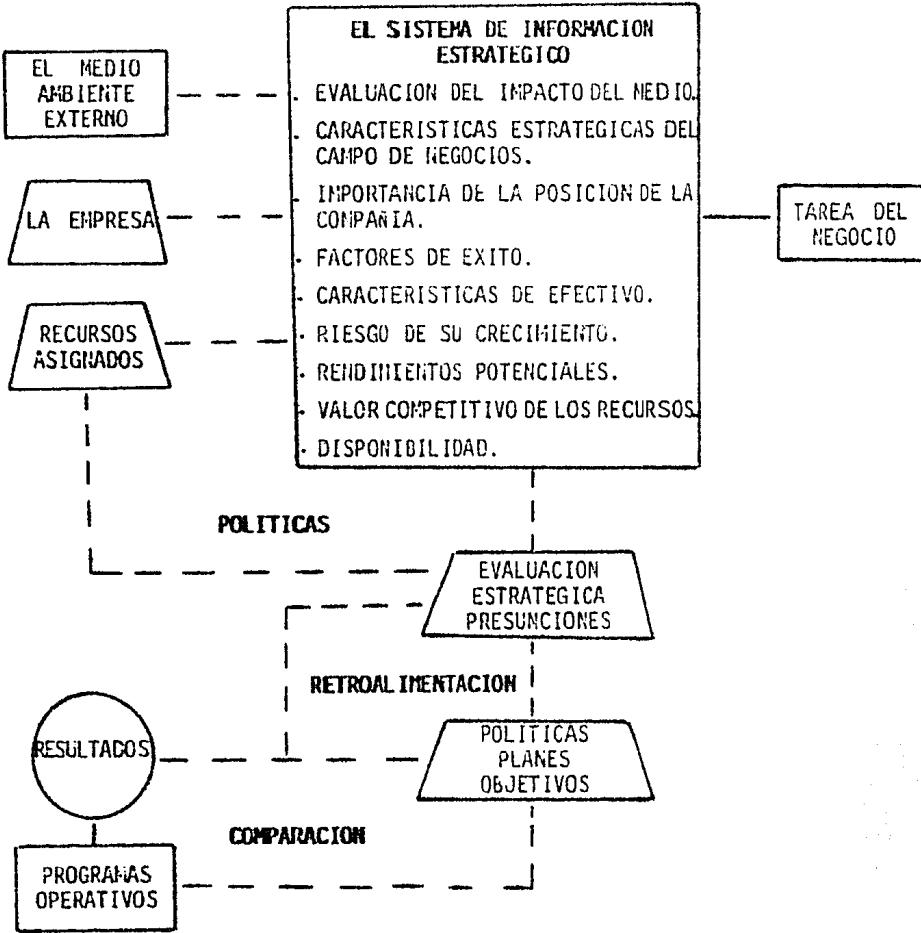 EL SISTEMA DE INFORMACION
ESTRATEGICO
. EVALUACION DEL IMPACTO DEL MEDIO.
. CARACTERISTICAS ESTRATEGICAS DEL
CAMPO DE NEGOCIOS.
. IMPORTANCIA DE LA POSICION DE LA
COMPAÑIA.
. FACTORES DE EXITO.
. CARACTERISTICAS DE EFECTIVO.
. RIESGO DE SU CRECIMIENTO.
. RENDIMIENTOS POTENCIALES.
. VALOR COMPETITIVO DE LOS RECURSOS.
. DISPONIBILIDAD.
EL MEDIO
AMBIENTE
EXTERNO
LA EMPRESA
RECURSOS
ASIGNADOS
TAREA DEL
NEGOCIO
POLITICAS
EVALUACION
ESTRATEGICA
PRESUNCIONES
RETROALIMENTACION
RESULTADOS
POLITICAS
PLANES
OBJETIVOS
COMPARACION
PROGRAMAS
OPERATIVOS